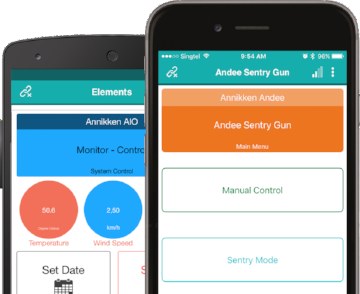 Elements
Annikken AIO
Monitor - Contro
System Control
50.6
2.50
km/h
Temperature
Wind Speed
Set Date
S
Singtel
9:54 AM
96%
Andee Sentry Gun
Annikken Andee
Andee Sentry Gun
Main Menu
Manual Control
Sentry Mode